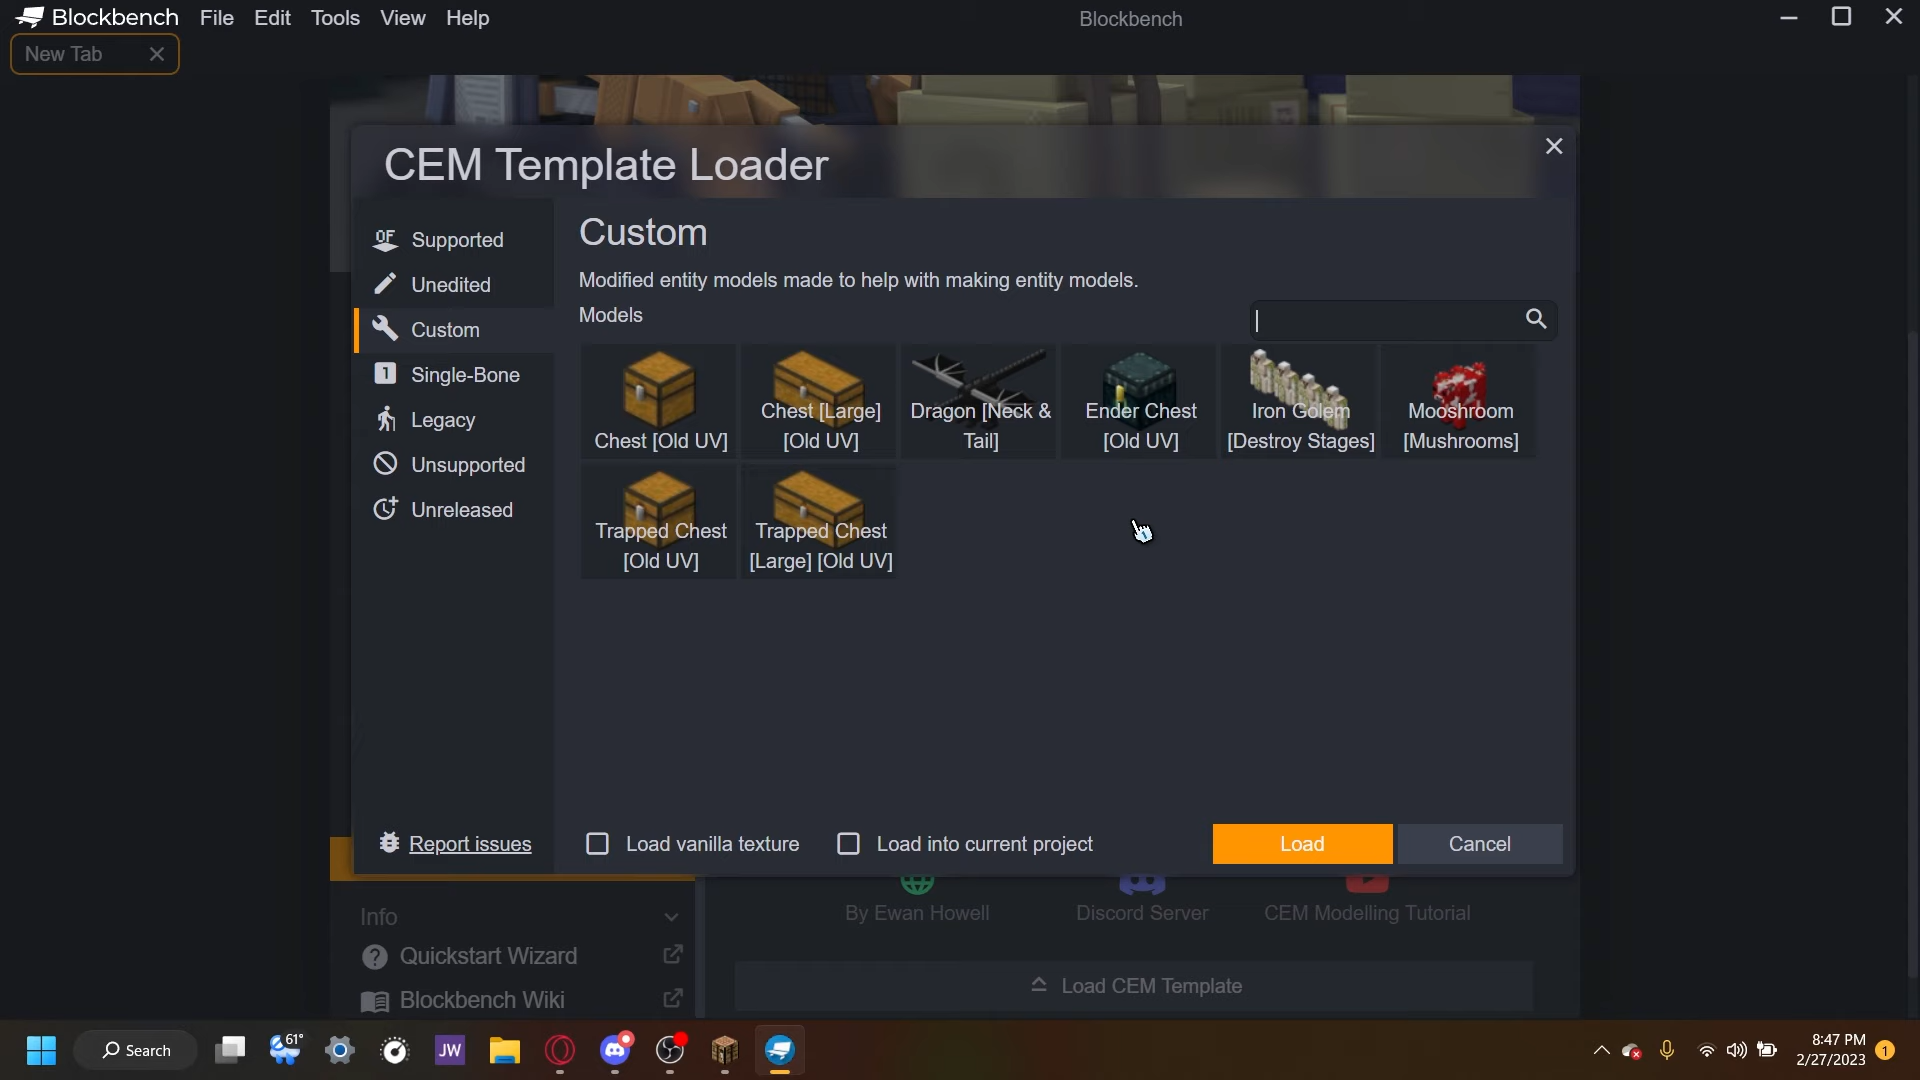 Blockbench File Edit Tools View Help
Blockbench
New Tab
CEM Template Loader
OF Supported
Unedited
Custom
1 Single-Bone
Legacy
Unsupported
Unreleased
Custom
Modified entity models made to help with making entity models.
Models
Chest [Old UV]
Chest [Large]
[Old UV]
Dragon [Neck &
Tail]
Ender Chest
[Old UV]
Iron Golem
[Destroy Stages]
Mooshroom
[Mushrooms]
Trapped Chest
[Old UV]
Trapped Chest
[Large] [Old UV]
Report issues
Load vanilla texture
Load into current project
Load
Cancel
Info
Quickstart Wizard
Blockbench Wiki
By Ewan Howell
Discord Server
CEM Modelling Tutorial
Load CEM Template
Search
61°
JW
8:47 PM
2/27/2023
1